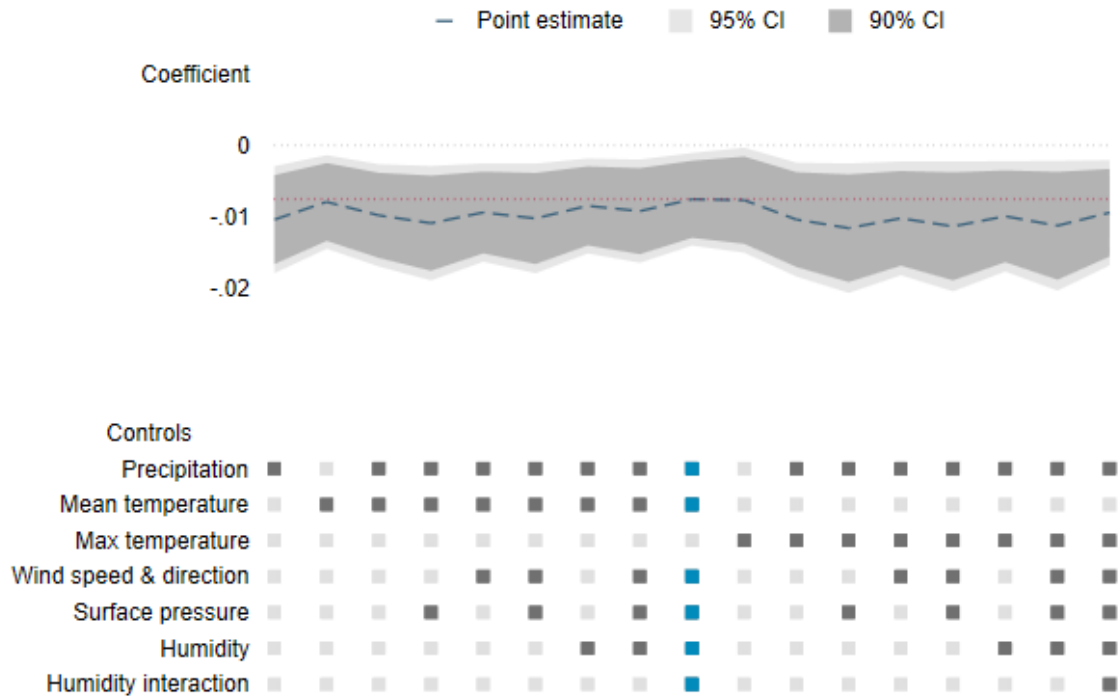 Point estimate 95% CI 90% CI
Coefficient
0
-.01
-.02
Controls
Precipitation
Mean temperature
Max temperature
Wind speed & direction
Surface pressure
Humidity
Humidity interaction